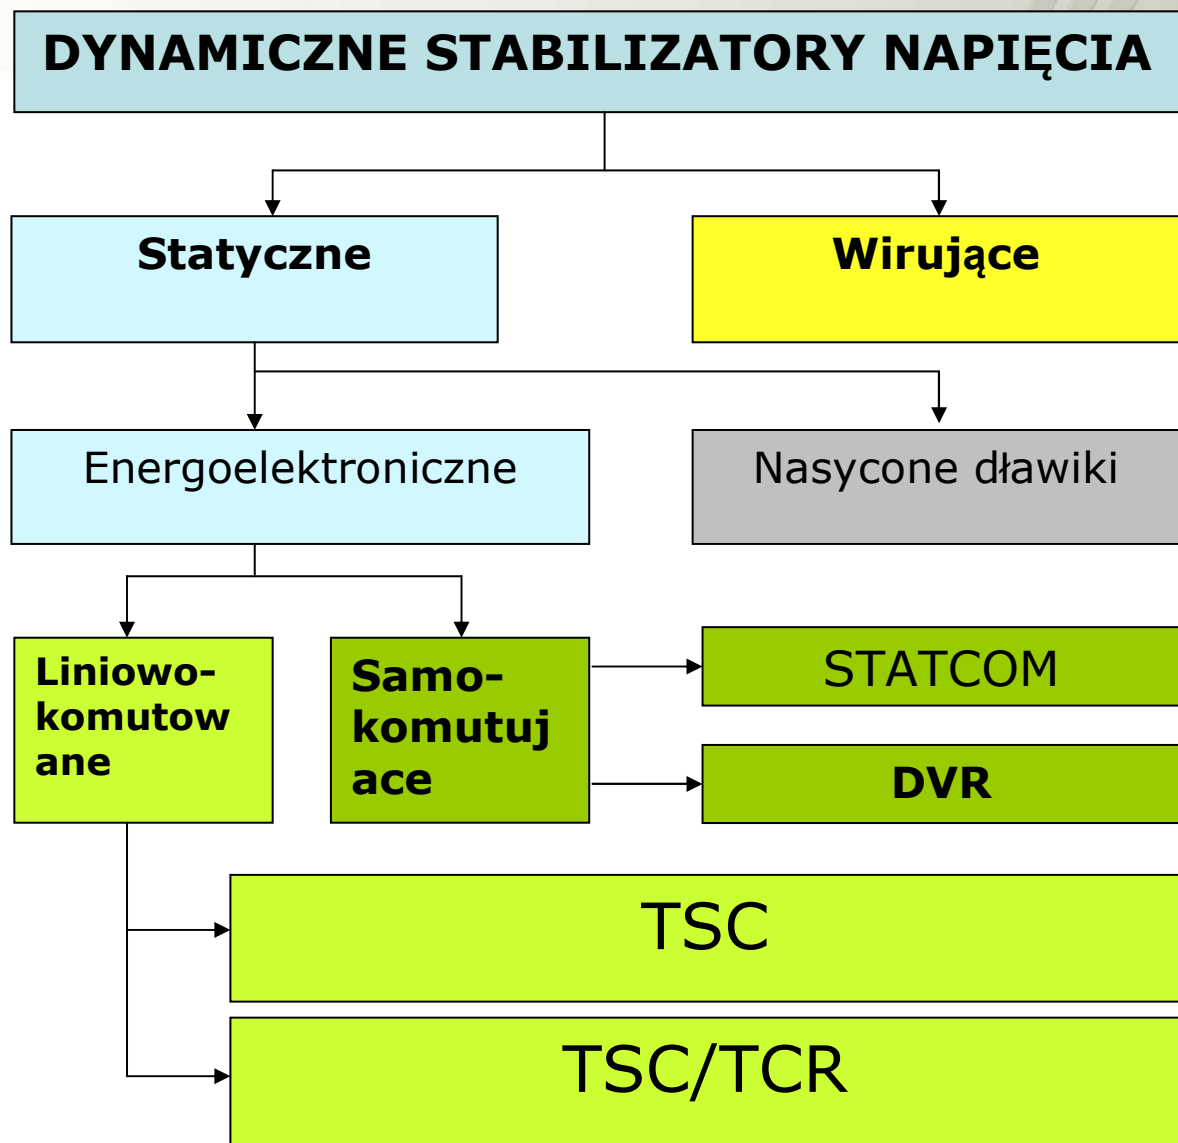 DYNAMICZNE STABILIZATORY NAPIĘCIA
Statyczne
Wirujące
Energoelektroniczne
Nasycone dławiki
Liniowo-
komutow
ane
Samo-
komutuj
ace
STATCOM
DVR
TSC
TSC/TCR